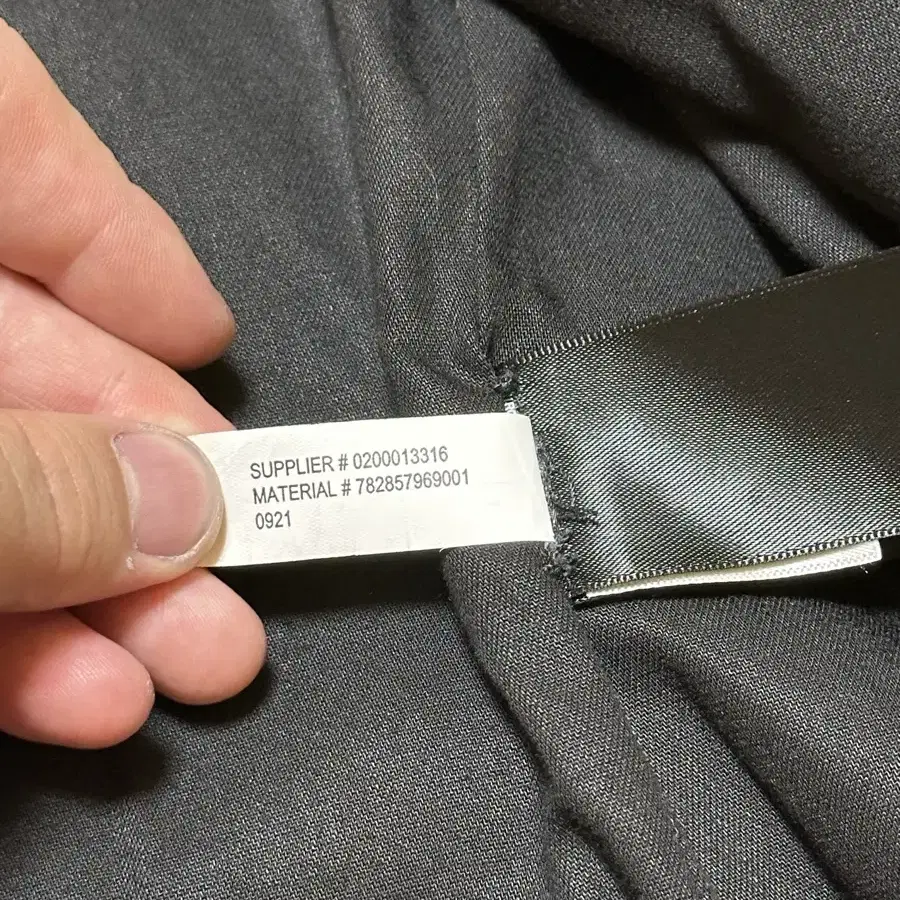 SUPPLIER # 0200013316
MATERIAL # 782857969001
0921